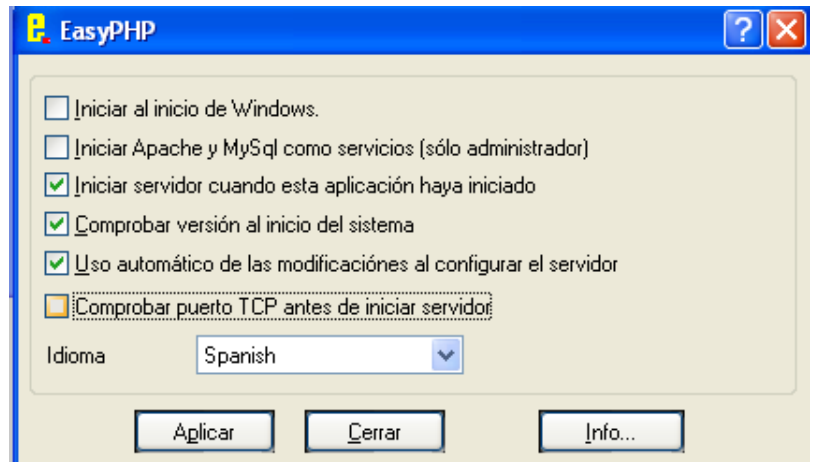 EasyPHP
Iniciar al inicio de Windows.
Iniciar Apache y MySql como servicios (sólo administrador)
Iniciar servidor cuando esta aplicación haya iniciado
Comprobar versión al inicio del sistema
Uso automático de las modificaciónes al configurar el servidor
Comprobar puerto TCP antes de iniciar servidor
Idioma Spanish
Aplicar Cerrar Info...